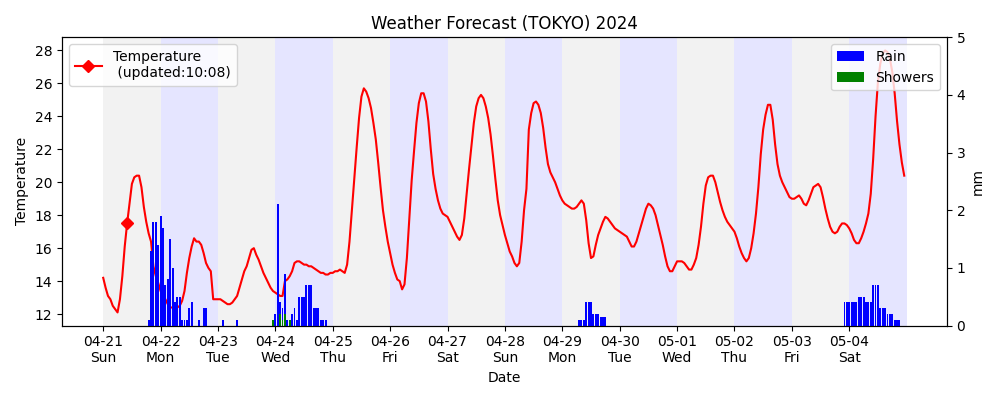 Weather Forecast (TOKYO) 2024
Temperature
(updated:10:08)
Rain
Showers
Temperature
28
26
24
22
20
18
16
14
12
5
4
3
2
1
0
mm
04-21 04-22 04-23 04-24 04-25 04-26 04-27 04-28 04-29 04-30 05-01 05-02 05-03 05-04
Sun Mon Tue Wed Thu Fri Sat Sun Mon Tue Wed Thu Fri Sat
Date